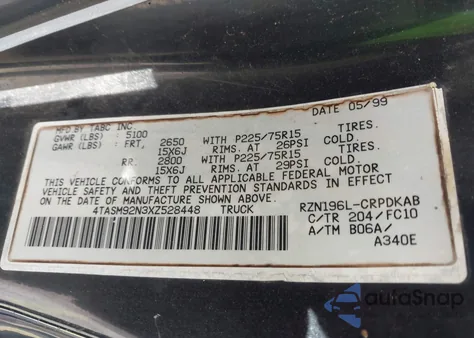 DATE 05/99
MFD.BY TABC INC.
GVWR (LBS) : 5100
GAWR (LBS) : FRT, 2650 WITH P225/75R15 TIRES.
15X6J RIMS AT 26PSI COLD.
RR. 2800 WITH P225/75R15 TIRES.
15X6J RIMS AT 29PSI COLD.
THIS VEHICLE CONFORMS TO ALL APPLICABLE FEDERAL MOTOR
VEHICLE SAFETY AND THEFT PREVENTION STANDARDS IN EFFECT
ON THE DATE OF MANUFACTURE SHOWN ABOVE.
4TASM92N3XZ528448 TRUCK RZN196L-CRPDKAB
C/TR 204/FC10
A/TM B06A/
A340E
autoSnap